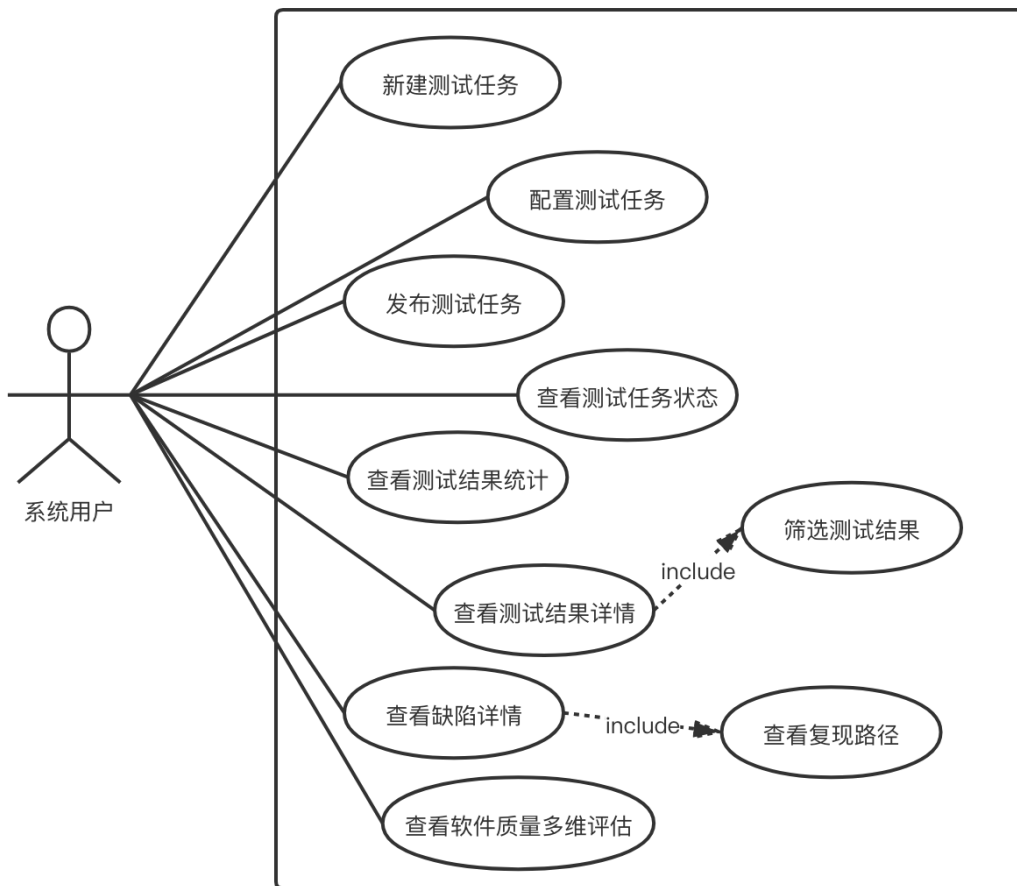 新建测试任务
配置测试任务
发布测试任务
查看测试任务状态
查看测试结果统计
系统用户
筛选测试结果
include
查看测试结果详情
查看缺陷详情
include
查看复现路径
查看软件质量多维评估